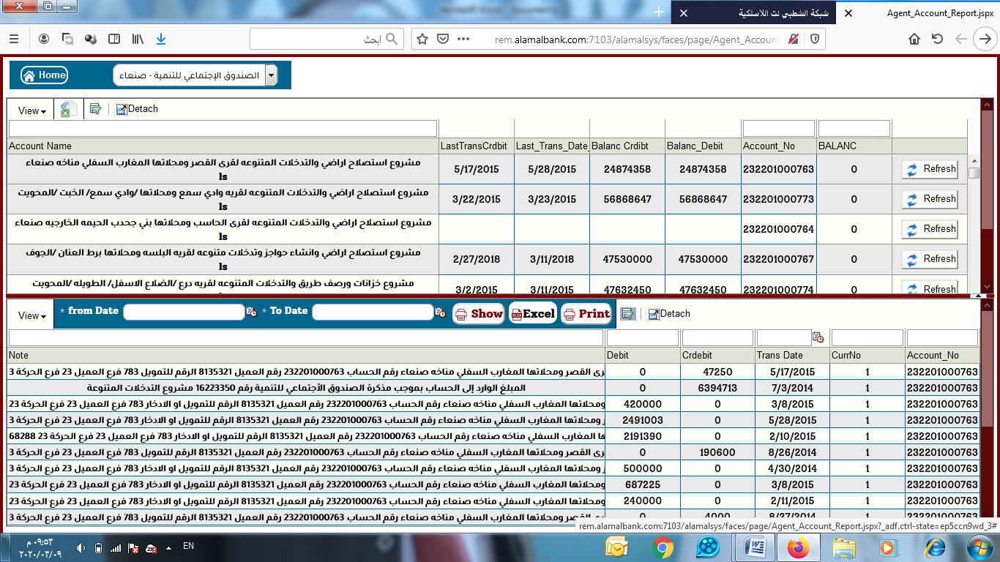 Agent_Account_Report.jspx
شبكة الشطبي نت اللاسلكية
rem.alamalbank.com:7103/alamalsys/faces/page/Agent_Account
ابحث
Home
الصندوق الإجتماعي للتنمية - صنعاء
View
Detach
Account Name LastTransCrdbit Last_Trans_Date_ Balanc Crdibt Balanc_Debit Account_No BALANC
مشروع استصلاح اراضي والتدخلات المتنوعه لقرى القصر ومحلاتها المغارب السفلي مناخه صنعاء
ls
5/17/2015 5/28/2015 24874358 24874358 232201000763 0 Refresh
مشروع استصلاح اراضي والتدخلات المتنوعه لقريه وادي سمع ومحلاتها /وادي سمع/ الخبت /المحويت
ls
3/22/2015 3/23/2015 56868647 56868647 232201000773 0 Refresh
مشروع استصلاح اراضي والتدخلات المتنوعه لقرى الحاسب ومحلاتها بني جحدب الحيمه الخارجيه صنعاء
ls
232201000764 0 Refresh
مشروع استصلاح اراضي وانشاء حواجز وتدخلات متنوعه لقريه البلسه ومحلاتها برط العنان /الجوف
ls
2/27/2018 3/11/2018 47530000 47530000 232201000767 0 Refresh
مشروع خزانات ورصف طريق والتدخلات المتنوعه لقريه درع /الضلاع الاسفل/ الطويله /المحويت
3/2/2015 3/11/2015 47632450 47632450 232201000774 0 Refresh
View
* from Date * To Date Show Excel Print Detach
Note Debit Crdebit Trans Date CurrNo Account_No
رى القصر ومحلاتها المغارب السفلي مناخه صنعاء رقم الحساب 232201000763 رقم العميل 8135321 الرقم للتمويل 783 فرع العميل 23 فرع الحركة 3 0 47250 5/17/2015 1 232201000763
المبلغ الوارد إلى الحساب بموجب مذكرة الصندوق الأجتماعي للتنمية رقم 16223350 مشروع التدخلات المتنوعة 0 6394713 7/3/2014 1 232201000763
ومحلاتها المغارب السفلي مناخه صنعاء رقم الحساب 232201000763 رقم العميل 8135321 الرقم للتمويل او الادخار 783 فرع العميل 23 فرع الحركة 23 420000 0 3/8/2015 1 232201000763
ر ومحلاتها المغارب السفلي مناخه صنعاء رقم الحساب 232201000763 رقم العميل 8135321 الرقم للتمويل او الادخار 783 فرع العميل 23 فرع الحركة 3 2491003 0 5/28/2015 1 232201000763
ها المغارب السفلي مناخه صنعاء رقم الحساب 232201000763 رقم العميل 8135321 الرقم للتمويل او الادخار 783 فرع العميل 23 فرع الحركة 23 68288 2191390 0 2/10/2015 1 232201000763
رى القصر ومحلاتها المغارب السفلي مناخه صنعاء رقم الحساب 232201000763 رقم العميل 8135321 الرقم للتمويل 783 فرع العميل 23 فرع الحركة 3 0 190600 8/26/2014 1 232201000763
ر ومحلاتها المغارب السفلي مناخه صنعاء رقم الحساب 232201000763 رقم العميل 8135321 الرقم للتمويل او الادخار 783 فرع العميل 23 فرع الحركة 3 500000 0 4/30/2014 1 232201000763
ومحلاتها المغارب السفلي مناخه صنعاء رقم الحساب 232201000763 رقم العميل 8135321 الرقم للتمويل او الادخار 783 فرع العميل 23 فرع الحركة 23 687225 0 3/8/2015 1 232201000763
ومحلاتها المغارب السفلي مناخه صنعاء رقم الحساب 232201000763 رقم العميل 8135321 الرقم للتمويل او الادخار 783 فرع العميل 23 فرع الحركة 23 240000 0 2/11/2015 1 232201000763
رى القصر ومحلاتها المغارب السفلي مناخه صنعاء رقم الحساب 232201000763 رقم العميل 8135321 الرقم للتمويل 783 فرع العميل 23 فرع الحركة 3 0 4000 8/27/2014 1 232201000763
rem.alamalbank.com:7103/alamalsys/faces/page/Agent_Account_Report.jspx?_adf.ctrl-state=ep5ccn9wd_3#
EN
٠٩:٥٣ م
٢٠٢٠/٠٣/٠٩